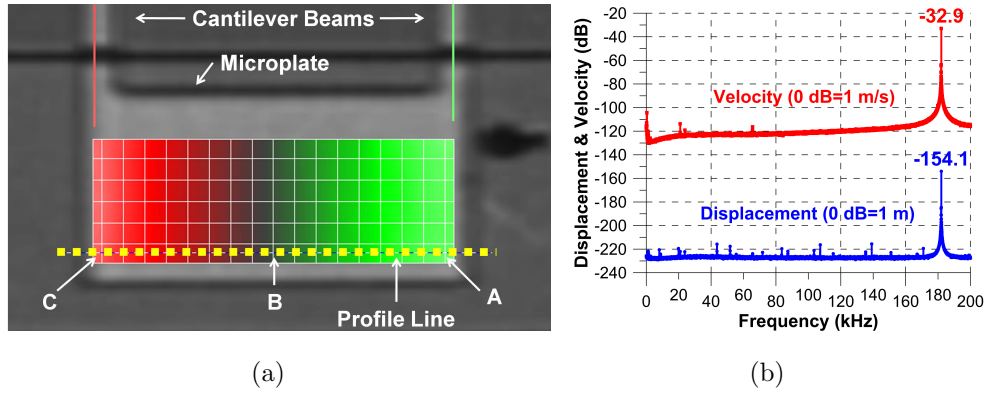 Cantilever Beams
Microplate
C
B
A
Profile Line
(a)
Displacement & Velocity (dB)
-20
-40
-60
-80
-100
-120
-140
-160
-180
-200
-220
-240
-32.9
Velocity (0 dB=1 m/s)
-154.1
Displacement (0 dB=1 m)
0 20 40 60 80 100 120 140 160 180 200
Frequency (kHz)
(b)